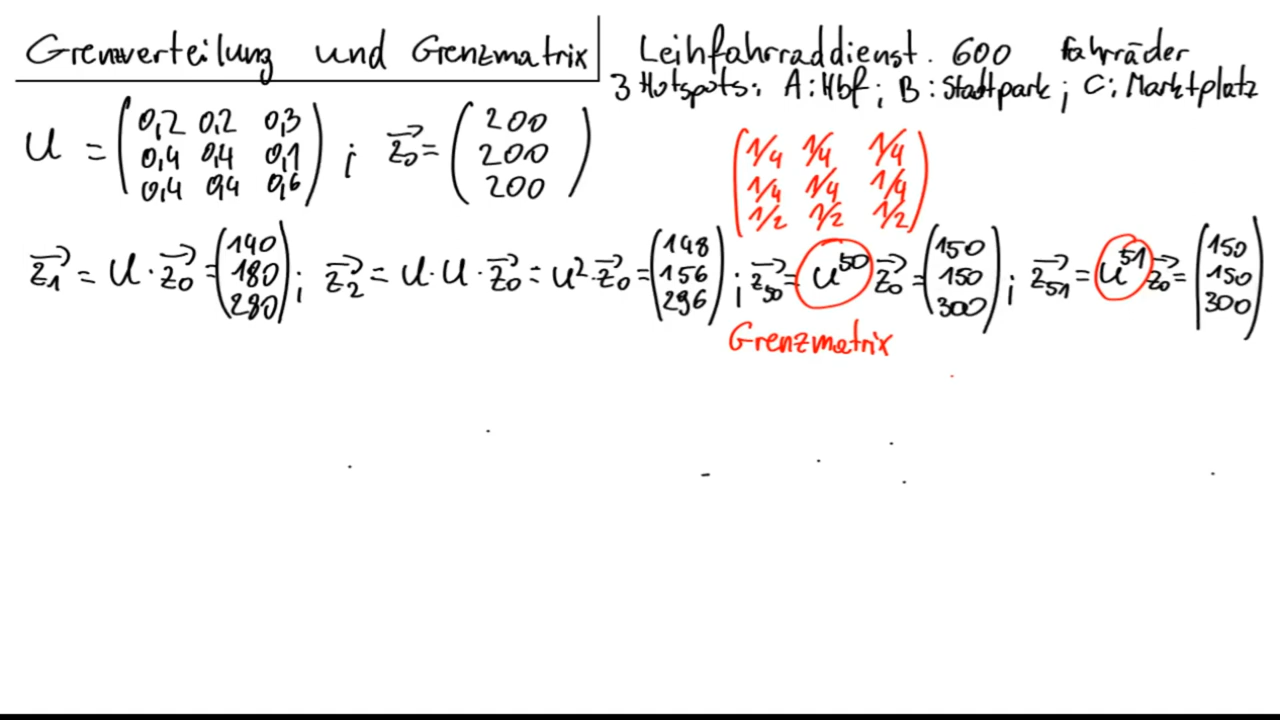 Grenzverteilung und Grenzmatrix
Leihfahrraddienst. 600 Fahrräder
3 Hotspots: A: Hbf ; B: Stadtpark ; C: Marktplatz
U = (0,2 0,2 0,3
0,4 0,4 0,1
0,4 0,4 0,6) ; z₀→ = (200
200
200)
(1/4 1/4 1/4
1/4 1/4 1/4
1/2 1/2 1/2)
z₁→ = U · z₀→ = (140
180
280) ; z₂→ = U · U · z₀→ = U² · z₀→ = (148
156
296) ; z₅₀→ = U⁵⁰ z₀→ = (150
150
300) ; z₅₁→ = U⁵¹ z₀→ = (150
150
300)
Grenzmatrix